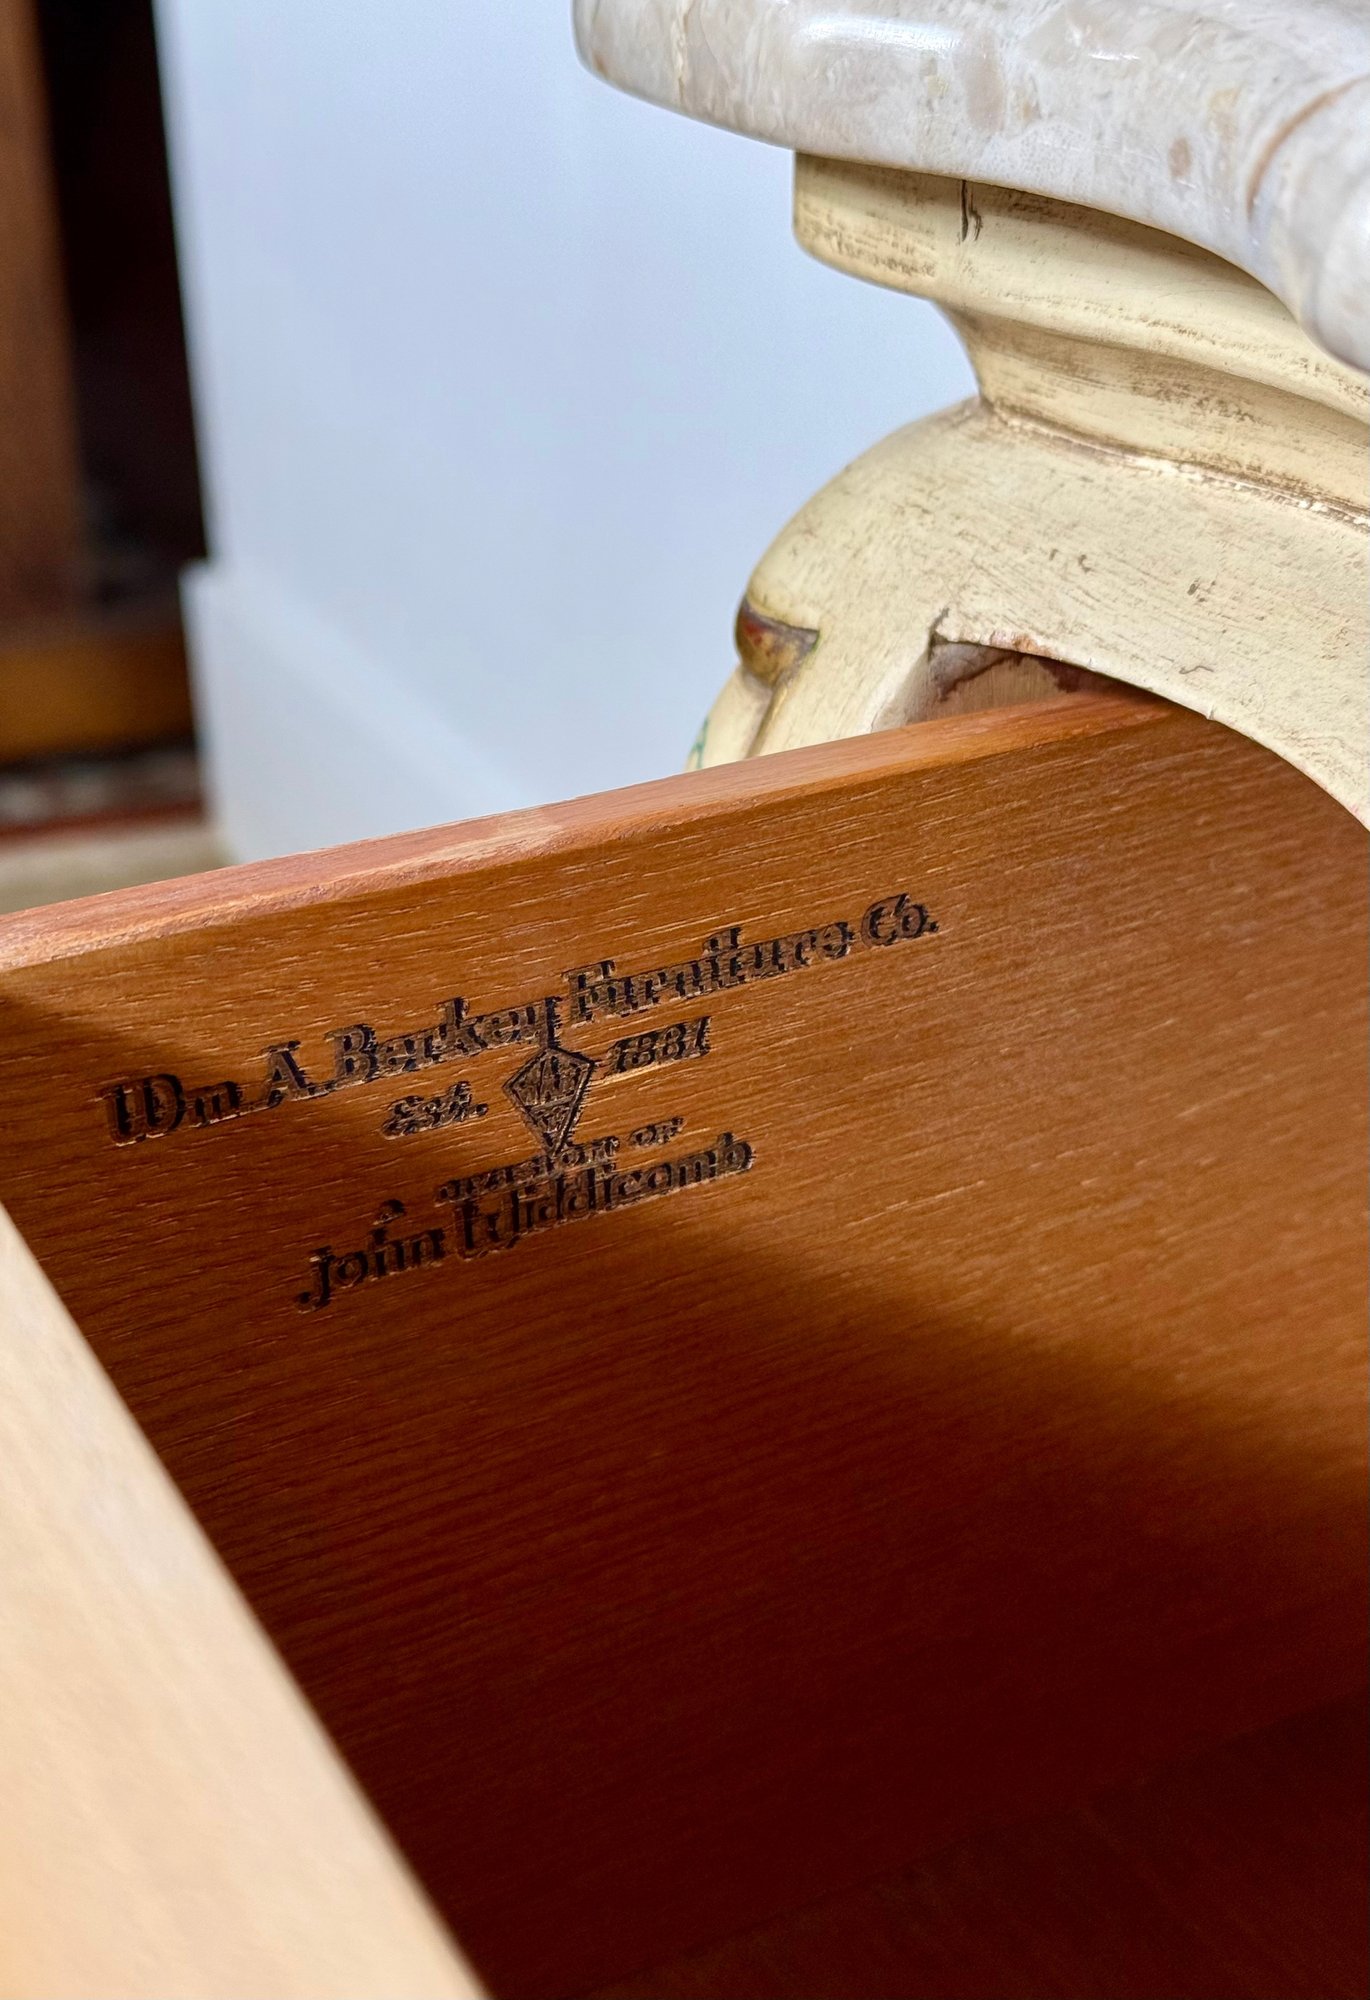 Wm A. Berkey Furniture Co.
Est. 1881
A DIVISION OF
John Widdicomb